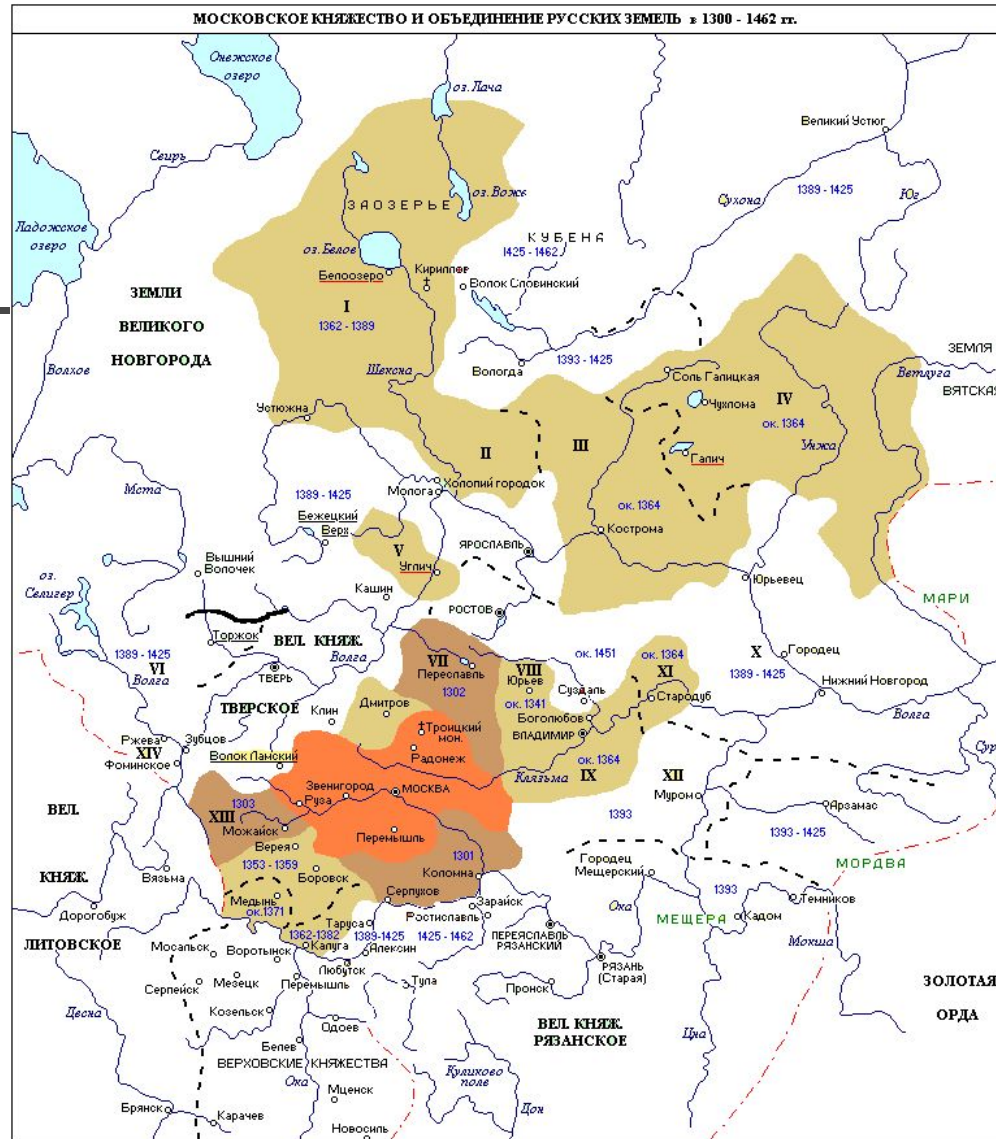 МОСКОВСКОЕ КНЯЖЕСТВО И ОБЪЕДИНЕНИЕ РУССКИХ ЗЕМЕЛЬ в 1300 - 1462 гг.
Онежское
озеро
оз. Лача
Великий Устюг
Свирь
1389 - 1425
Сухона
Юг
оз. Воже
ЗАОЗЕРЬЕ
Ладожское
озеро
КУБЕНА
1425 - 1462
оз. Белое
Белоозеро
Кириллов
Волок Словинский
ЗЕМЛИ
ВЕЛИКОГО
НОВГОРОДА
I
1362 - 1389
Волхов
Шексна
Вологда
1393 - 1425
ЗЕМЛЯ
ВЯТСКАЯ
Ветлуга
Соль Галицкая
Чухлома
IV
ок. 1364
Устюжна
II
III
Галич
Унжа
Мста
Холопий городок
Молога
1389 - 1425
Бежецкий
Верх
ок. 1364
Кострома
V
Углич
ЯРОСЛАВЛЬ
Вышний
Волочек
Кашин
Юрьевец
оз.
Селигер
РОСТОВ
МАРИ
Торжок
ВЕЛ. КНЯЖ.
Волга
1389 - 1425
VI
Волга
ТВЕРЬ
ТВЕРСКОЕ
VII
Переславль
1302
VIII
Юрьев
ок. 1341
ок. 1451
ок. 1364
XI
Суздаль
Стародуб
X
1389 - 1425
Городец
Нижний Новгород
Волга
Клин
Дмитров
Боголюбов
ВЛАДИМИР
Троицкий
мон.
Радонеж
Ржева
Зубцов
XIV
Фоминское
Волок Ламский
Клязьма
IX
ок. 1364
XII
Сур
Звенигород
Руза
МОСКВА
Муром
Арзамас
ВЕЛ.
XIII
1303
Можайск
Перемышль
1393
1393 - 1425
Верея
1353 - 1359
Боровск
1301
Коломна
Городец
Мещерский
МОРДВА
КНЯЖ.
Вязьма
Медынь
ок.1371
Серпухов
Зарайск
Ока
1393
Темников
Дорогобуж
Таруса
Ростиславль
МЕЩЕРА
Кадом
ЛИТОВСКОЕ
1362-1382
Калуга
1389-1425
Алексин
1425 - 1462
ПЕРЕЯСЛАВЛЬ
РЯЗАНСКИЙ
Мокша
Мосальск
Воротынск
Любутск
РЯЗАНЬ
(Старая)
Серпейск
Мезецк
Перемышль
Тула
Пронск
ЗОЛОТАЯ
ОРДА
Десна
Козельск
Одоев
ВЕЛ. КНЯЖ.
РЯЗАНСКОЕ
Цна
Белев
ВЕРХОВСКИЕ КНЯЖЕСТВА
Куликово
поле
Ока
Мценск
Дон
Брянск
Карачев
Новосиль